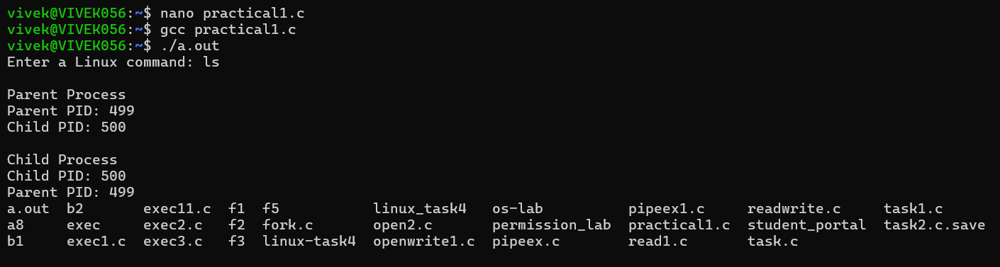 vivek@VIVEK056:~$ nano practical1.c
vivek@VIVEK056:~$ gcc practical1.c
vivek@VIVEK056:~$ ./a.out
Enter a Linux command: ls

Parent Process
Parent PID: 499
Child PID: 500

Child Process
Child PID: 500
Parent PID: 499
a.out  b2       exec11.c  f1  f5           linux_task4   os-lab          pipeex1.c    readwrite.c     task1.c
a8     exec     exec2.c   f2  fork.c       open2.c       permission_lab  practical1.c  student_portal  task2.c.save
b1     exec1.c  exec3.c   f3  linux-task4  openwrite1.c  pipeex.c        read1.c      task.c